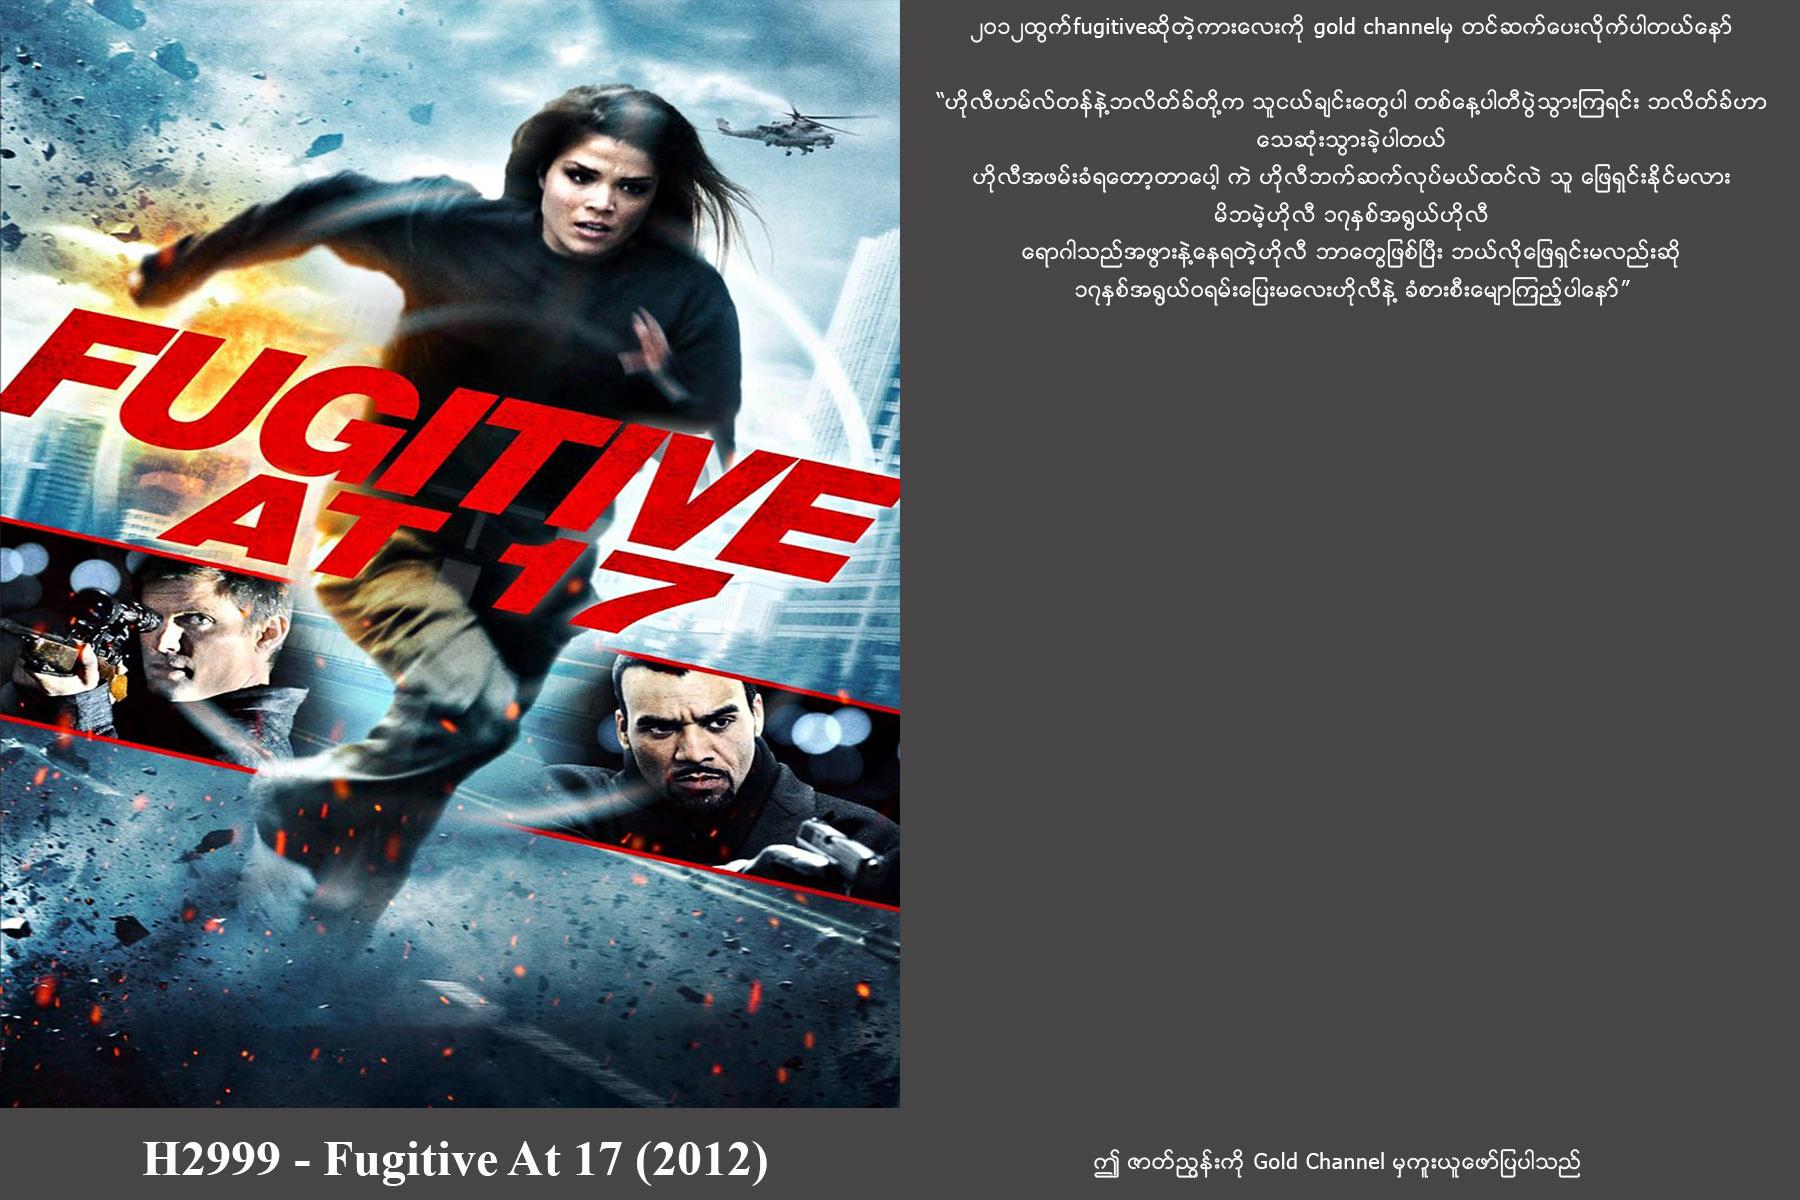 FUGITIVE
AT 17
H2999 - Fugitive At 17 (2012)
၂၀၁၂ထွက်fugitiveဆိုတဲ့ကားလေးကို gold channelမှ တင်ဆက်ပေးလိုက်ပါတယ်နော်
“ဟိုလီဟမ်လ်တန်နဲ့ဘလိတ်ခ်တို့က သူငယ်ချင်းတွေပါ တစ်နေ့ပါတီပွဲသွားကြရင်း ဘလိတ်ခ်ဟာ
သေဆုံးသွားခဲ့ပါတယ်
ဟိုလီအဖမ်းခံရတော့တာပေါ့ ကဲ ဟိုလီဘက်ဆက်လုပ်မယ်ထင်လဲ သူ ဖြေရှင်းနိုင်မလား
မိဘမဲ့ဟိုလီ ၁၇နှစ်အရွယ်ဟိုလီ
ရောဂါသည်အဖွားနဲ့နေရတဲ့ဟိုလီ ဘာတွေဖြစ်ပြီး ဘယ်လိုဖြေရှင်းမလည်းဆို
၁၇နှစ်အရွယ်ဝရမ်းပြေးမလေးဟိုလီနဲ့ ခံစားစီးမျောကြည့်ပါနော်”
ဤ ဇာတ်ညွှန်းကို Gold Channel မှကူးယူဖော်ပြပါသည်